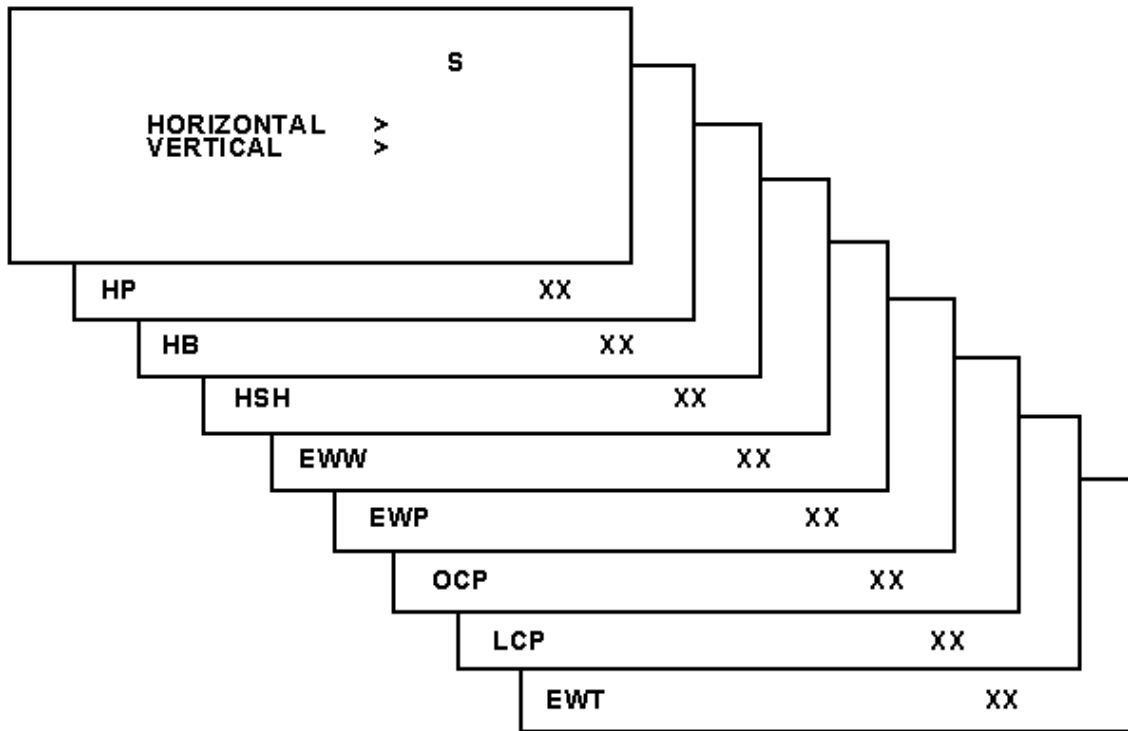 S
HORIZONTAL >
VERTICAL >
HP XX
HB XX
HSH XX
EWW XX
EWP XX
OCP XX
LCP XX
EWT XX